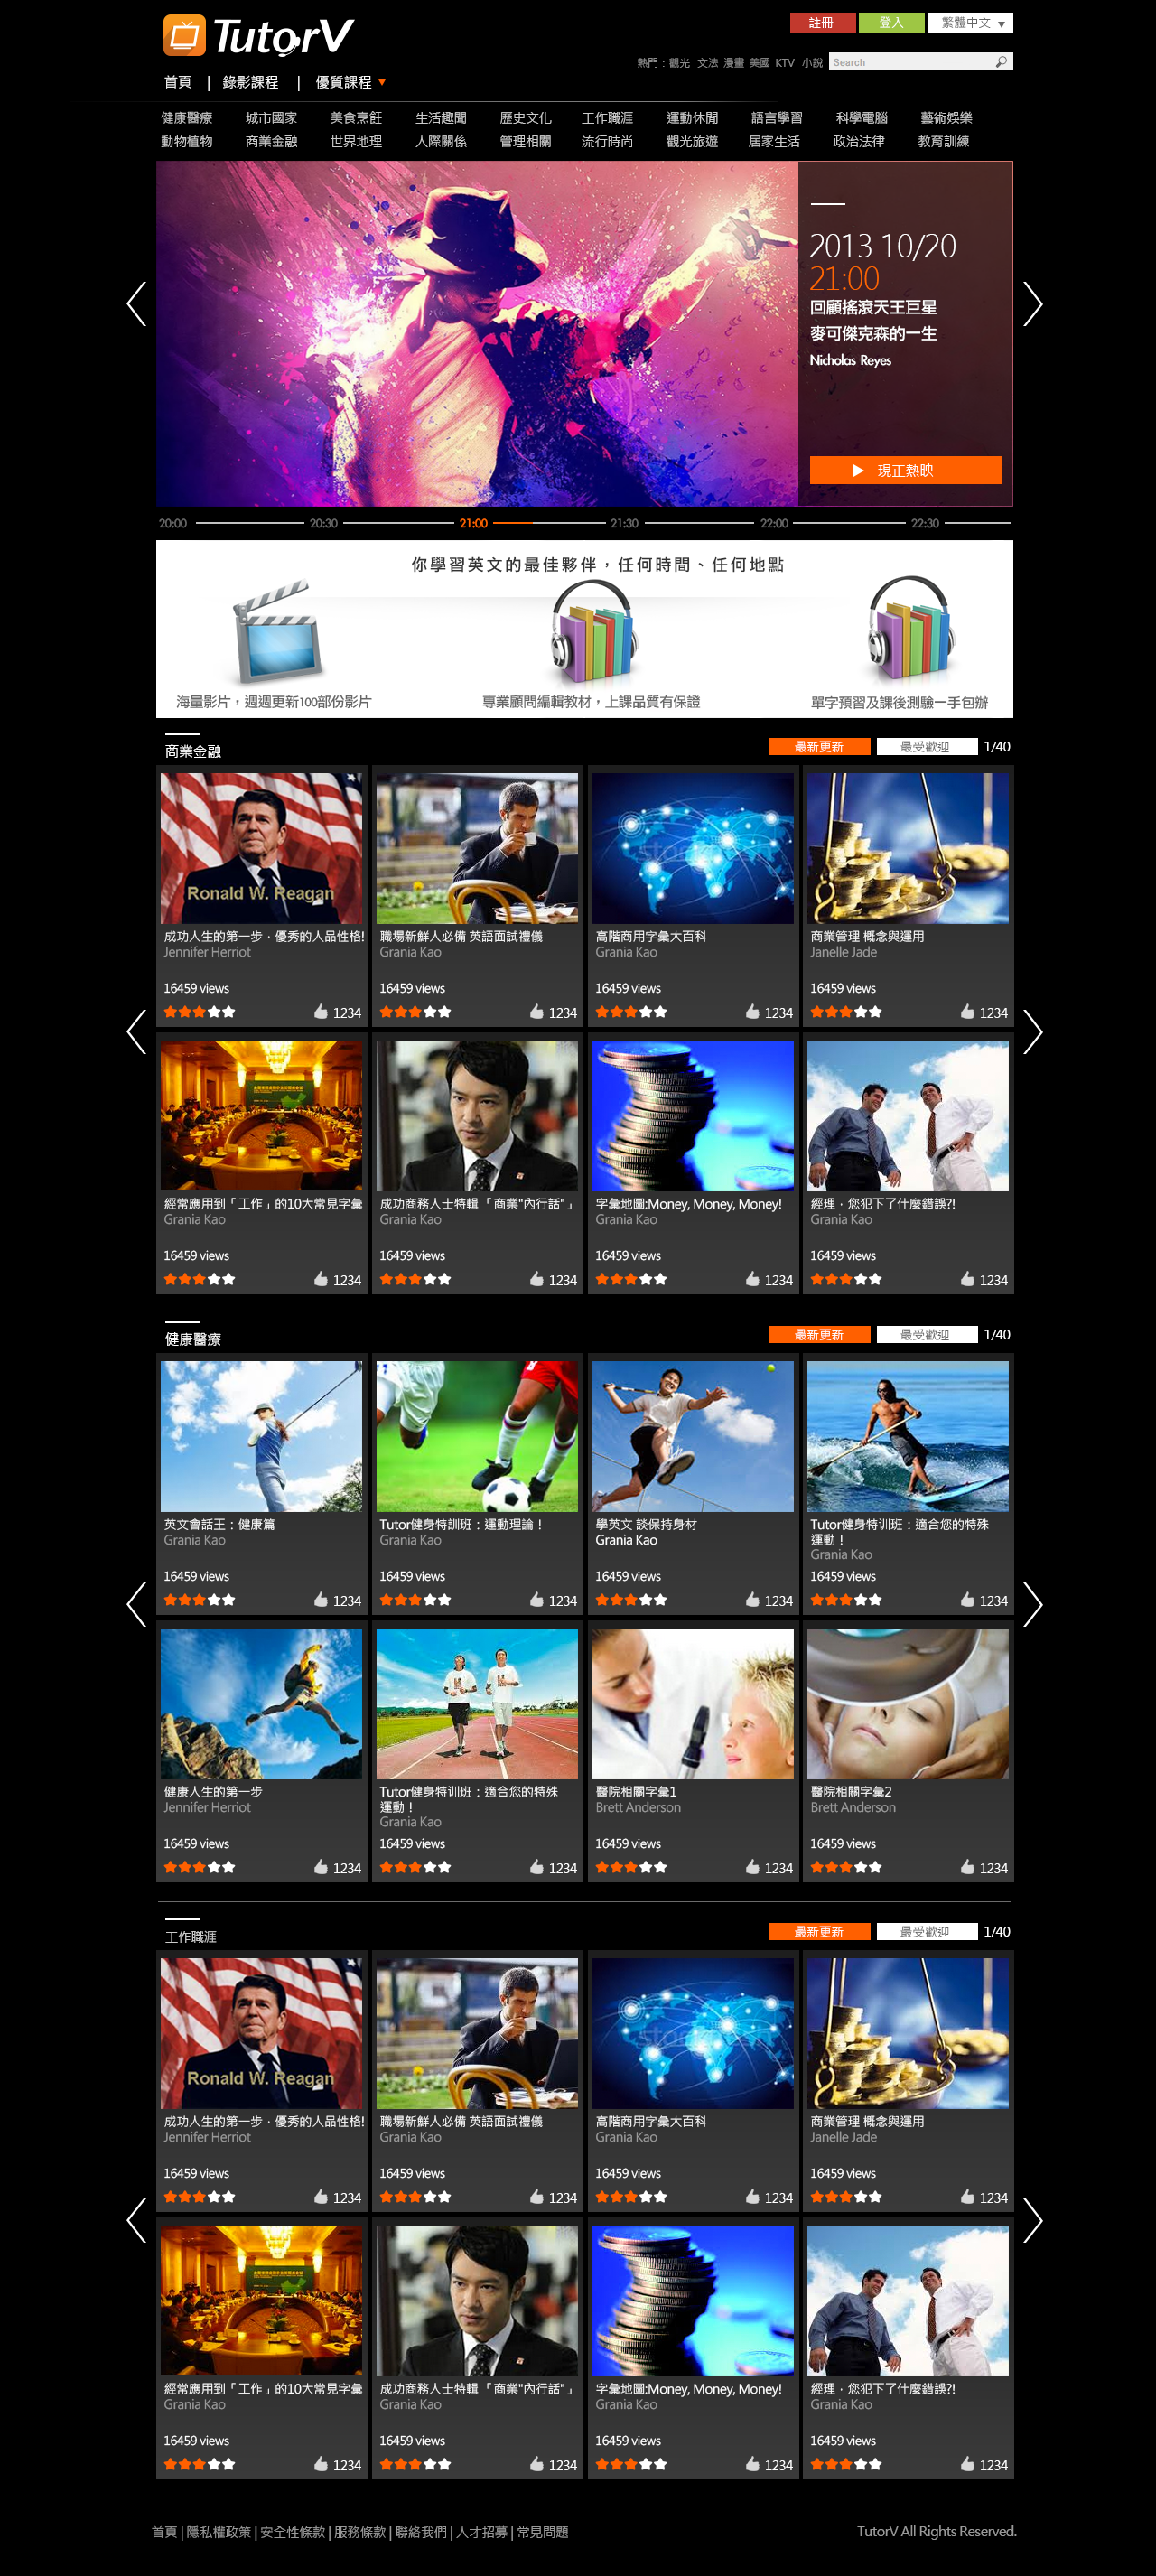 TutorV
註冊 登入 繁體中文
熱門：觀光 文法 漫畫 美國 KTV 小說 Search
首頁 | 錄影課程 | 優質課程
健康醫療 城市國家 美食烹飪 生活趣聞 歷史文化 工作職涯 運動休閒 語言學習 科學電腦 藝術娛樂
動物植物 商業金融 世界地理 人際關係 管理相關 流行時尚 觀光旅遊 居家生活 政治法律 教育訓練
2013 10/20
21:00
回顧搖滾天王巨星
麥可傑克森的一生
Nicholas Reyes
現正熱映
20:00 20:30 21:00 21:30 22:00 22:30
你學習英文的最佳夥伴，任何時間、任何地點
海量影片，週週更新100部份影片 專業顧問編輯教材，上課品質有保證 單字預習及課後測驗一手包辦
商業金融 最新更新 最受歡迎 1/40
Ronald W. Reagan
成功人生的第一步．優秀的人品性格! 職場新鮮人必備 英語面試禮儀 高階商用字彙大百科 商業管理 概念與運用
Jennifer Herriot Grania Kao Grania Kao Janelle Jade
16459 views 16459 views 16459 views 16459 views
1234 1234 1234 1234
經常應用到「工作」的10大常見字彙 成功商務人士特輯「商業"內行話"」 字彙地圖:Money, Money, Money! 經理．您犯下了什麼錯誤?!
Grania Kao Grania Kao Grania Kao Grania Kao
16459 views 16459 views 16459 views 16459 views
1234 1234 1234 1234
健康醫療 最新更新 最受歡迎 1/40
英文會話王：健康篇 Tutor健身特訓班：運動理論！ 學英文 談保持身材 Tutor健身特训班：適合您的特殊
運動！
Grania Kao Grania Kao Grania Kao Grania Kao
16459 views 16459 views 16459 views 16459 views
1234 1234 1234 1234
健康人生的第一步 Tutor健身特训班：適合您的特殊 醫院相關字彙1 醫院相關字彙2
運動！
Jennifer Herriot Grania Kao Brett Anderson Brett Anderson
16459 views 16459 views 16459 views 16459 views
1234 1234 1234 1234
工作職涯 最新更新 最受歡迎 1/40
Ronald W. Reagan
成功人生的第一步．優秀的人品性格! 職場新鮮人必備 英語面試禮儀 高階商用字彙大百科 商業管理 概念與運用
Jennifer Herriot Grania Kao Grania Kao Janelle Jade
16459 views 16459 views 16459 views 16459 views
1234 1234 1234 1234
經常應用到「工作」的10大常見字彙 成功商務人士特輯「商業"內行話"」 字彙地圖:Money, Money, Money! 經理．您犯下了什麼錯誤?!
Grania Kao Grania Kao Grania Kao Grania Kao
16459 views 16459 views 16459 views 16459 views
1234 1234 1234 1234
首頁 | 隱私權政策 | 安全性條款 | 服務條款 | 聯絡我們 | 人才招募 | 常見問題 TutorV All Rights Reserved.